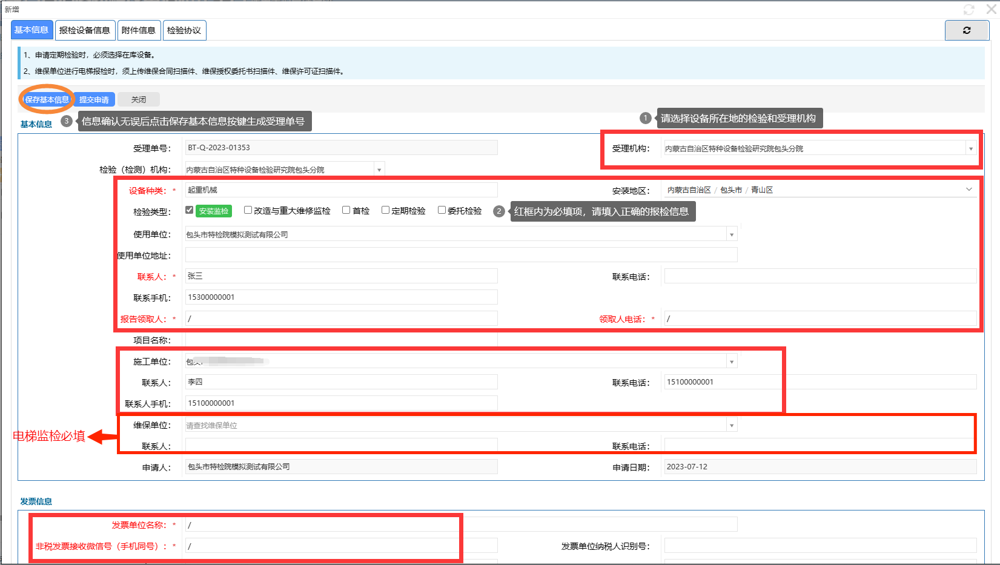 新增
基本信息 报检设备信息 附件信息 检验协议
1、申请定期检验时，必须选择在库设备。
2、维保单位进行电梯报检时，须上传维保合同扫描件、维保授权委托书扫描件、维保许可证扫描件。
保存基本信息 提交申请 关闭
基本信息 3 信息确认无误后点击保存基本信息按键生成受理单号 1 请选择设备所在地的检验和受理机构
受理单号： BT-Q-2023-01353 受理机构： 内蒙古自治区特种设备检验研究院包头分院
检验（检测）机构： 内蒙古自治区特种设备检验研究院包头分院
设备种类：* 起重机械 安装地区： 内蒙古自治区 / 包头市 / 青山区
检验类型： 安装监检 改造与重大维修监检 首检 定期检验 委托检验 2 红框内为必填项，请填入正确的报检信息
使用单位： 包头市特检院模拟测试有限公司
使用单位地址：
联系人：* 张三 联系电话：
联系手机： 15300000001
报告领取人：* / 领取人电话：* /
项目名称：
施工单位： 包
联系人： 李四 联系电话： 15100000001
联系人手机： 15100000001
维保单位： 请查找维保单位
电梯监检必填
联系人： 联系电话：
申请人： 包头市特检院模拟测试有限公司 申请日期： 2023-07-12
发票信息
发票单位名称：* /
非税发票接收微信号（手机同号）：* / 发票单位纳税人识别号：